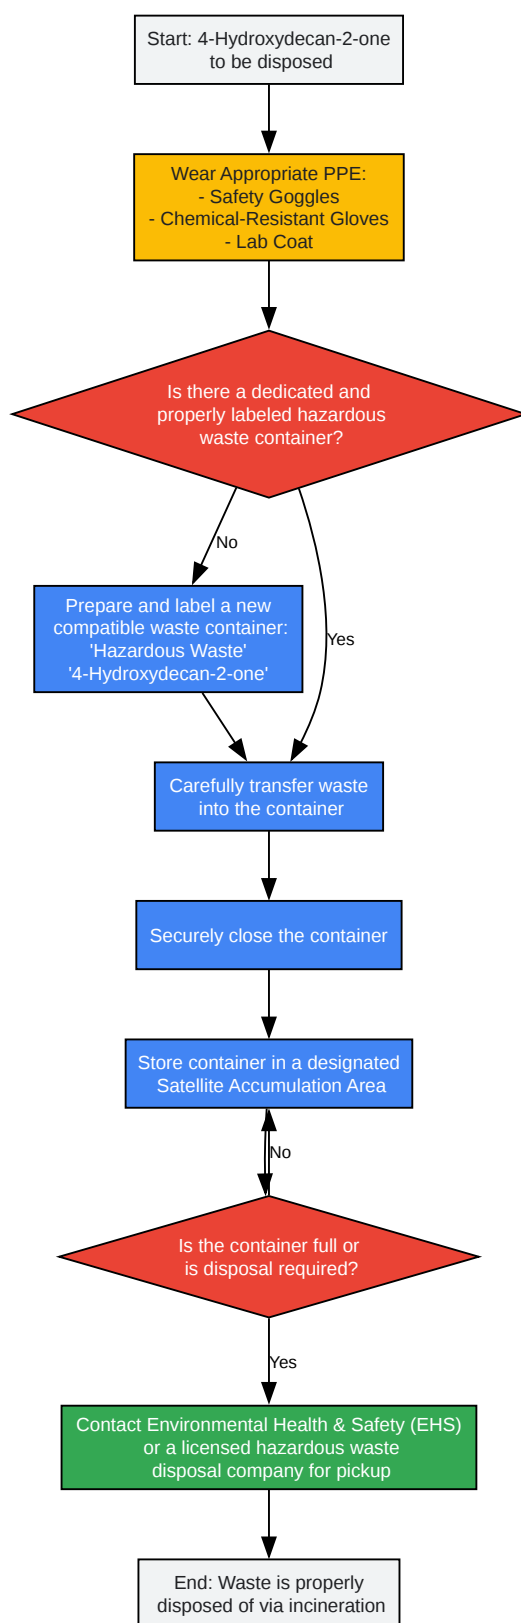 Start: 4-Hydroxydecan-2-one
to be disposed
Wear Appropriate PPE:
- Safety Goggles
- Chemical-Resistant Gloves
- Lab Coat
Is there a dedicated and
properly labeled hazardous
waste container?
No
Yes
Prepare and label a new
compatible waste container:
'Hazardous Waste'
'4-Hydroxydecan-2-one'
Carefully transfer waste
into the container
Securely close the container
Store container in a designated
Satellite Accumulation Area
No
Is the container full or
is disposal required?
Yes
Contact Environmental Health & Safety (EHS)
or a licensed hazardous waste
disposal company for pickup
End: Waste is properly
disposed of via incineration